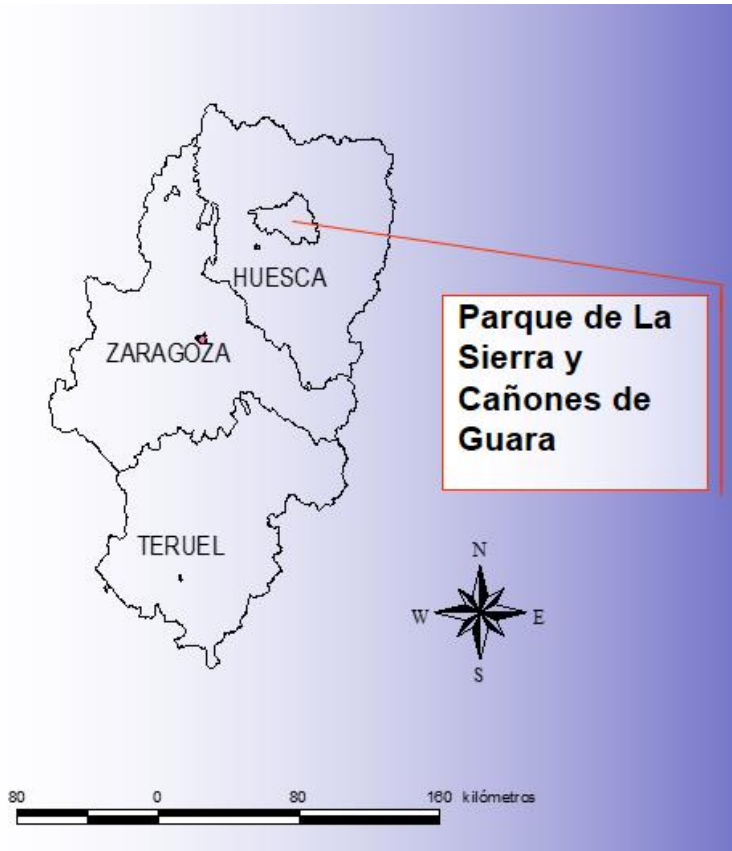 HUESCA
ZARAGOZA
Parque de La
Sierra y
Cañones de
Guara
TERUEL
N
W E
S
80 0 80 160 kilómetros